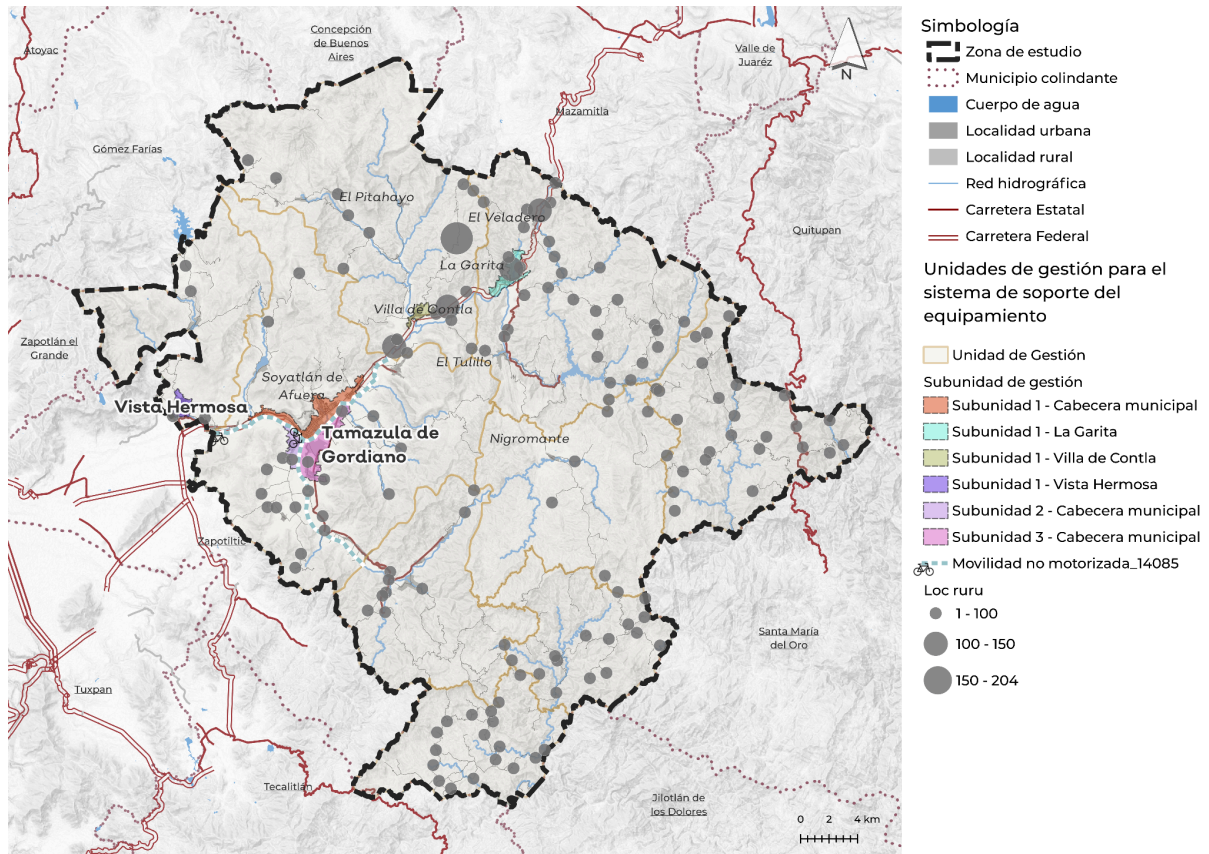 Concepción
de Buenos
Aires
Atoyac
Valle de
Juaréz
N
Mazamitla
Gómez Farías
El Pitahayo
El Veladero
Quitupan
La Garita
Villa de Contla
Zapotlán el
Grande
El Tulillo
Soyatlán de
Afuera
Vista Hermosa
Tamazula de
Gordiano
Nigromante
Zapotiltic
Santa María
del Oro
Tuxpan
Tecalitlán
Jilotlán de
los Dolores
0 2 4 km
Simbología
Zona de estudio
Municipio colindante
Cuerpo de agua
Localidad urbana
Localidad rural
Red hidrográfica
Carretera Estatal
Carretera Federal
Unidades de gestión para el
sistema de soporte del
equipamiento
Unidad de Gestión
Subunidad de gestión
Subunidad 1 - Cabecera municipal
Subunidad 1 - La Garita
Subunidad 1 - Villa de Contla
Subunidad 1 - Vista Hermosa
Subunidad 2 - Cabecera municipal
Subunidad 3 - Cabecera municipal
Movilidad no motorizada_14085
Loc ruru
1 - 100
100 - 150
150 - 204